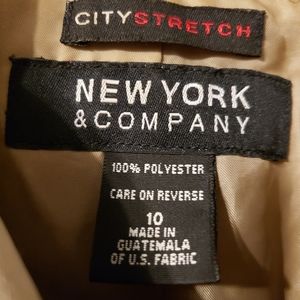 CITYSTRETCH
NEW YORK
& COMPANY
100% POLYESTER
CARE ON REVERSE
10
MADE IN
GUATEMALA
OF U.S. FABRIC